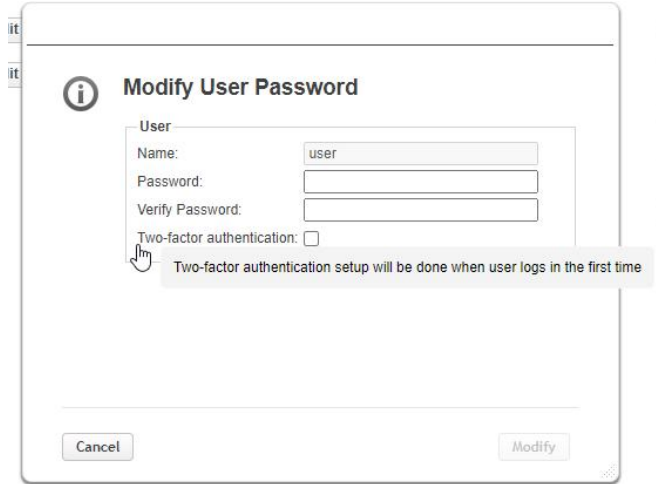 it
it
Modify User Password
User
Name: user
Password:
Verify Password:
Two-factor authentication:
Two-factor authentication setup will be done when user logs in the first time
Cancel Modify